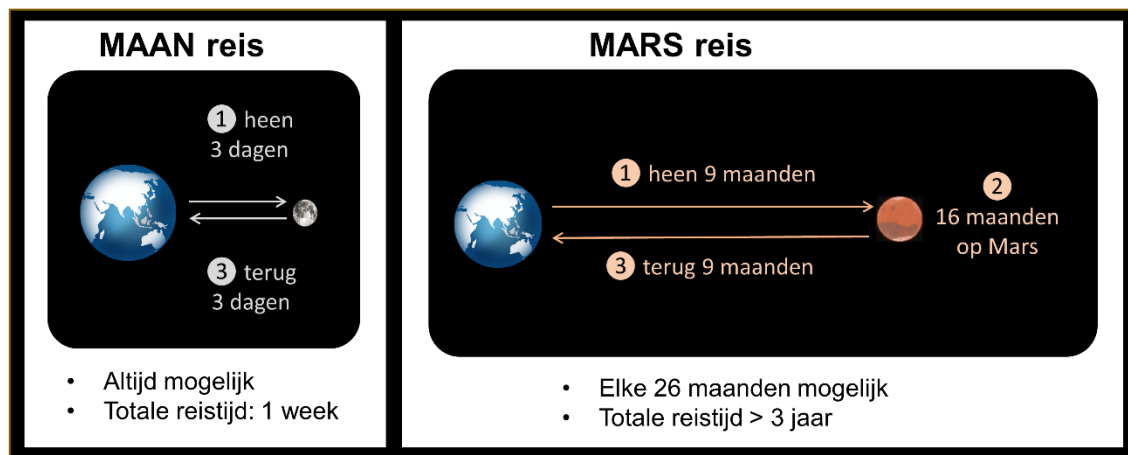 MAAN reis
1 heen
3 dagen
3 terug
3 dagen
• Altijd mogelijk
• Totale reistijd: 1 week
MARS reis
1 heen 9 maanden
2
16 maanden
op Mars
3 terug 9 maanden
• Elke 26 maanden mogelijk
• Totale reistijd > 3 jaar